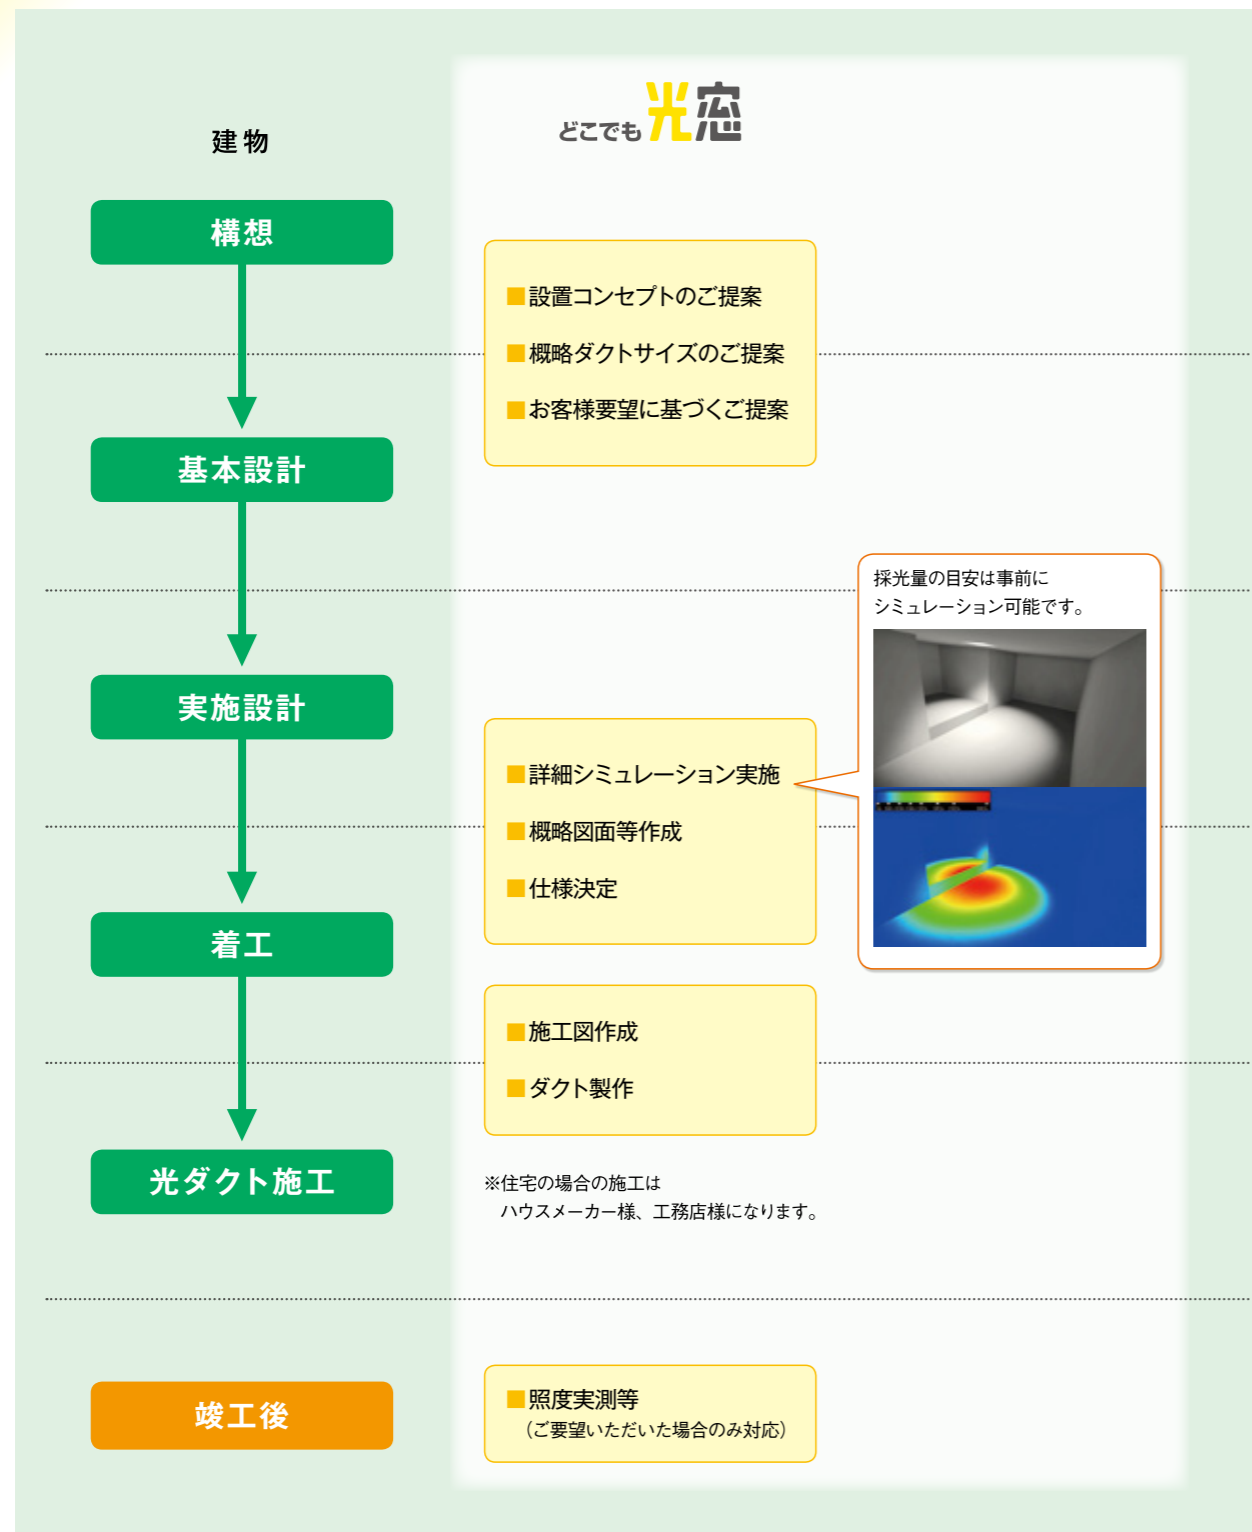 建物
どこでも光窓
構想
■設置コンセプトのご提案
■概略ダクトサイズのご提案
■お客様要望に基づくご提案
基本設計
採光量の目安は事前に
シミュレーション可能です。
実施設計
■詳細シミュレーション実施
■概略図面等作成
■仕様決定
着工
■施工図作成
■ダクト製作
光ダクト施工
※住宅の場合の施工は
ハウスメーカー様、工務店様になります。
竣工後
■照度実測等
(ご要望いただいた場合のみ対応)